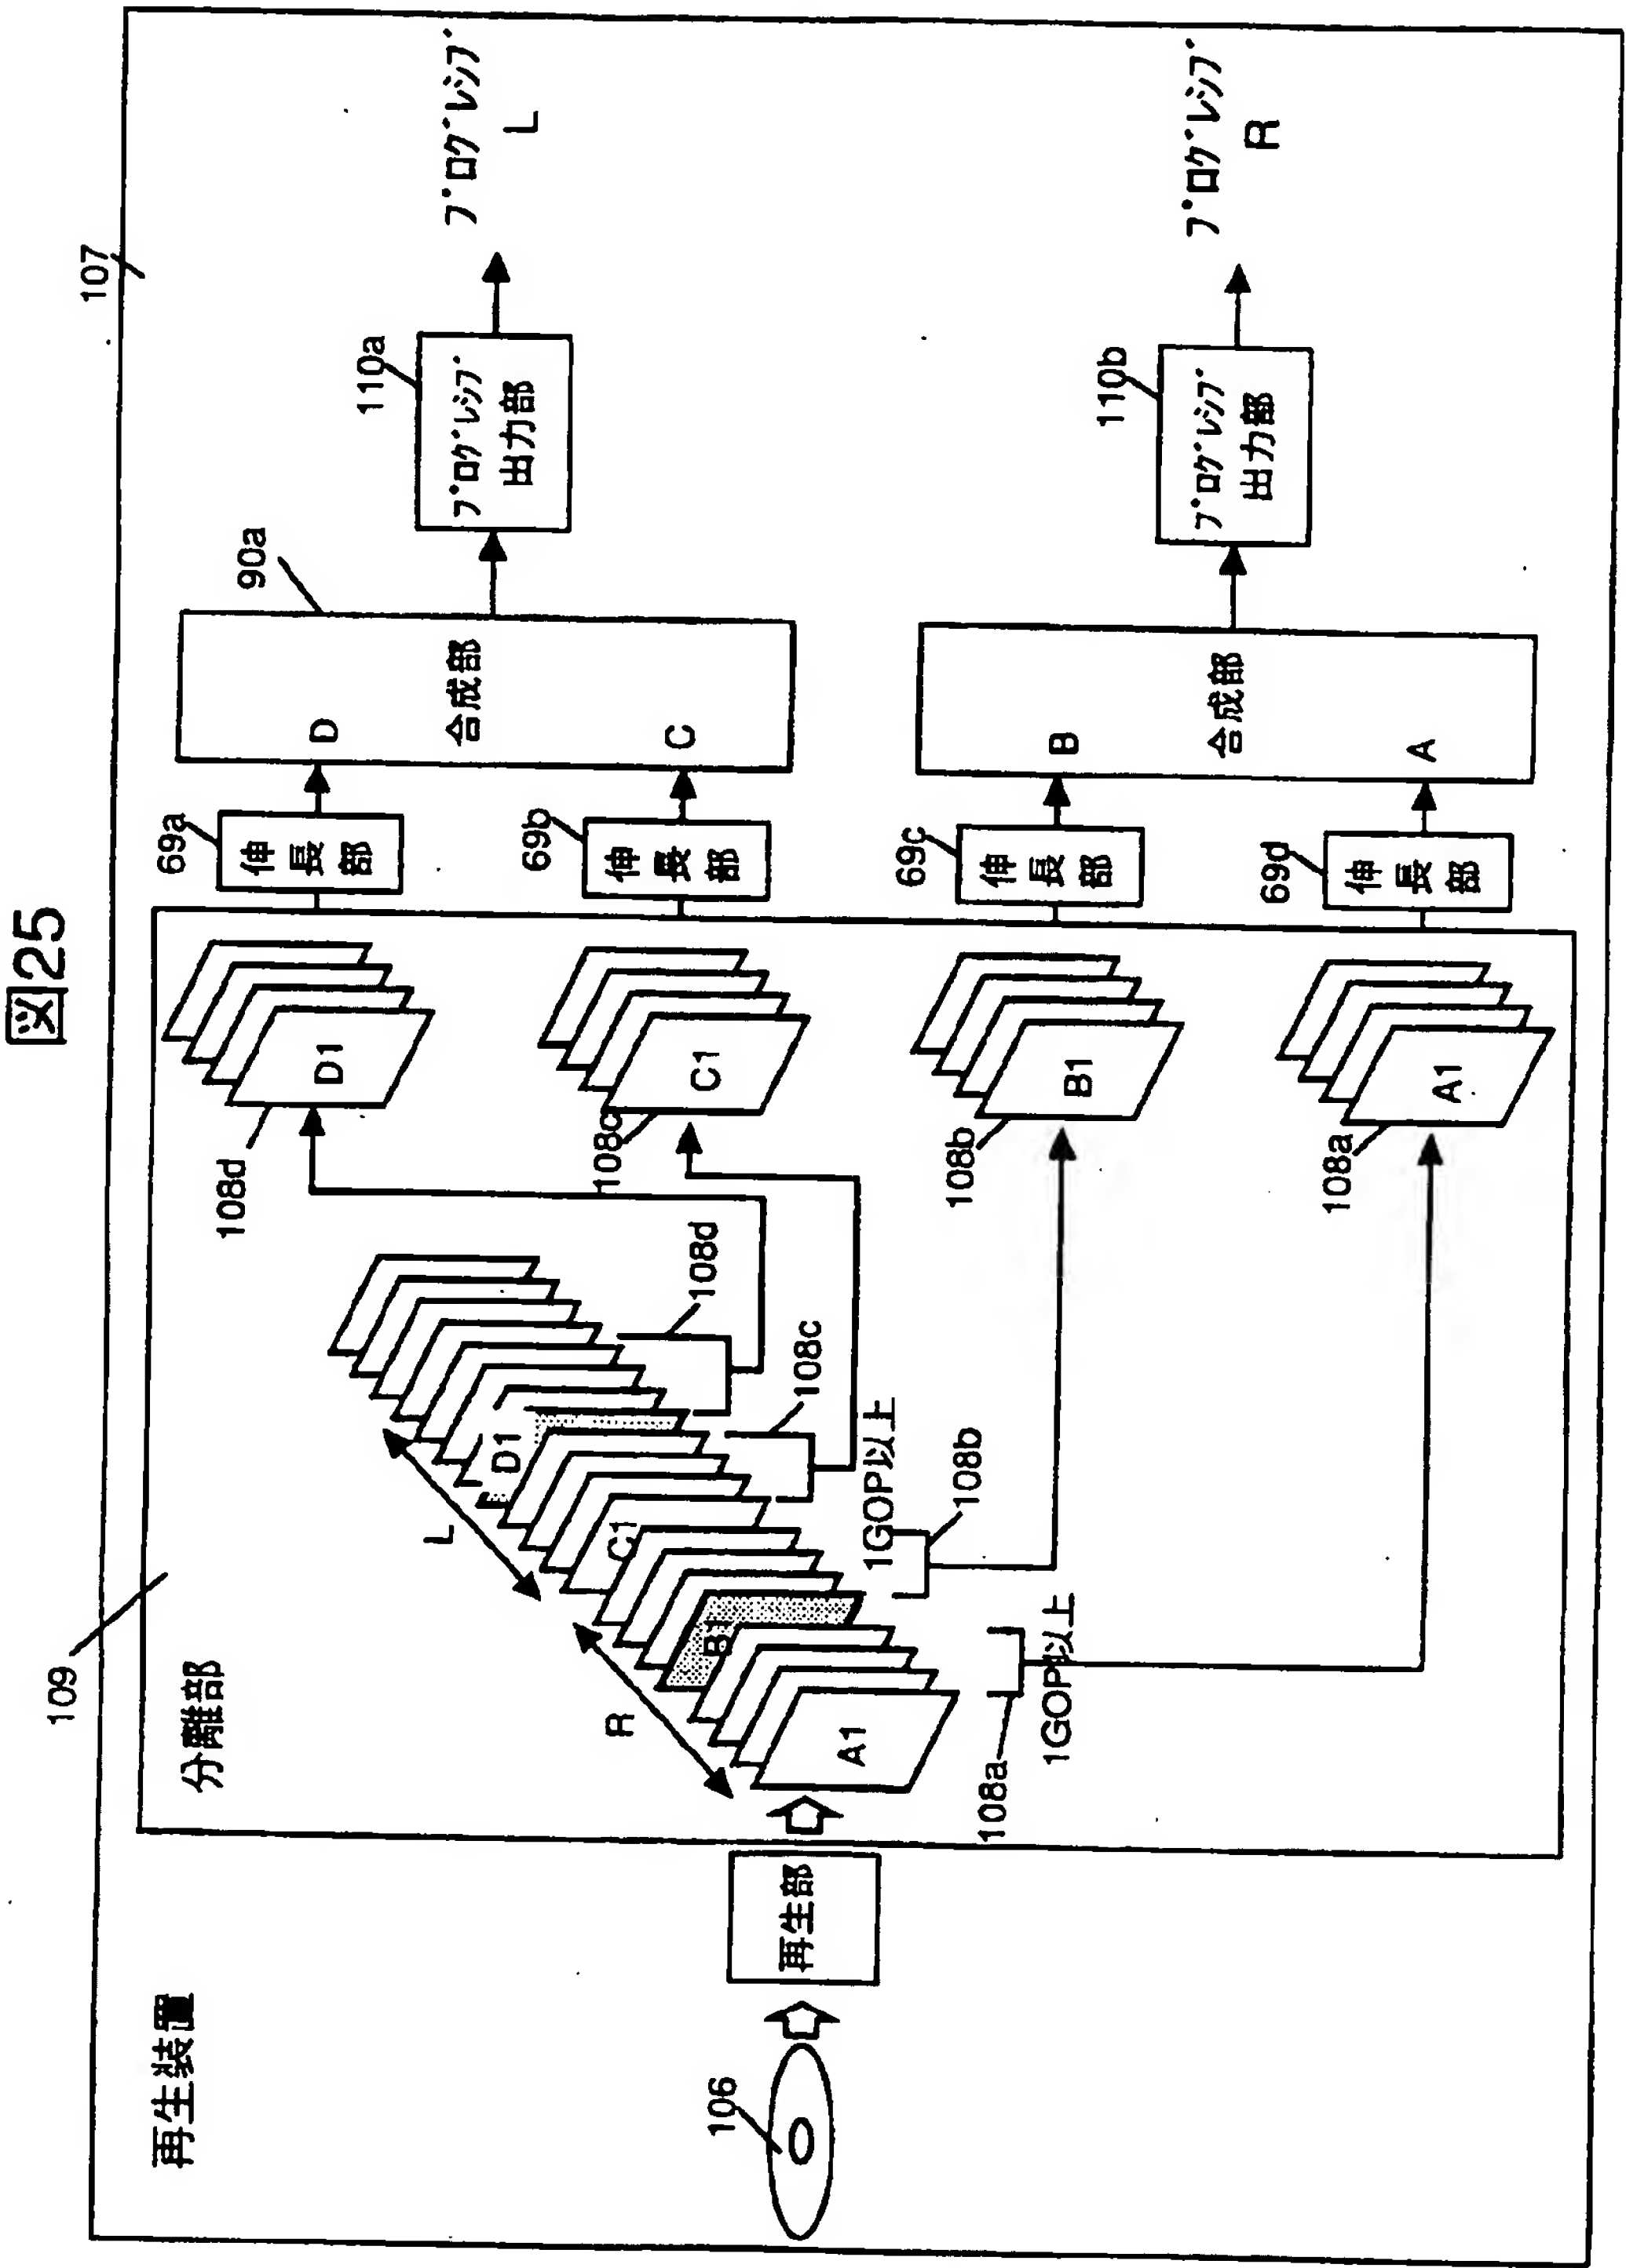 図25
再生装置
107
106
再生部
109
分離部
R
L
A1
B1
C1
D1
108a
1GOP以上
108b
1GOP以上
108c
108d
108d
D1
108c
C1
108b
B1
108a
A1
69a
伸長部
69b
伸長部
69c
伸長部
69d
伸長部
90a
D
合成部
C
B
合成部
A
110a
プログレシブ
出力部
110b
プログレシブ
出力部
プログレシブ
L
プログレシブ
R